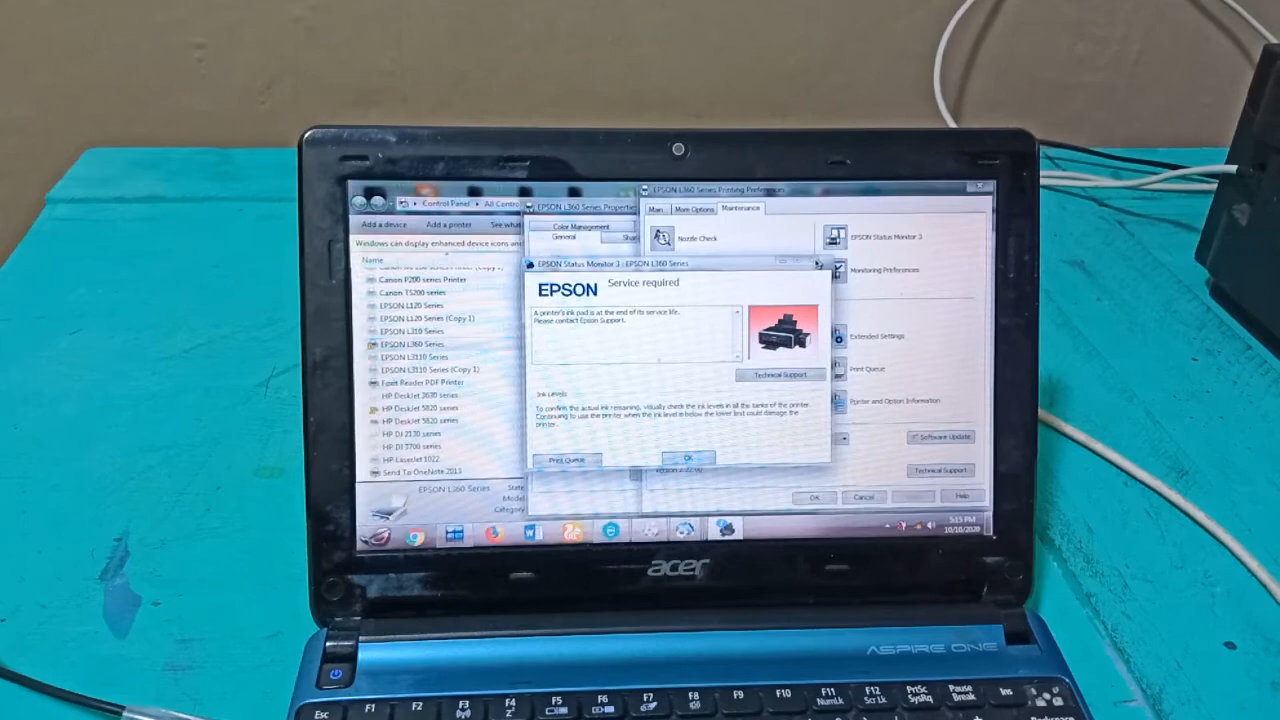 Control Panel ▸ All Contro
Add a device
Add a printer
See what
Windows can display enhanced device icons and
Name
Canon P200 series Printer
Canon TS200 series
EPSON L120 Series
EPSON L120 Series (Copy 1)
EPSON L310 Series
EPSON L360 Series
EPSON L3110 Series
EPSON L3110 Series (Copy 1)
Foxit Reader PDF Printer
HP DeskJet 3630 series
HP DeskJet 5820 series
HP DeskJet 5820 series
HP DJ 2130 series
HP DJ 3700 series
HP LaserJet 1022
Send To OneNote 2013
EPSON L360 Series
State
Model
Category
EPSON L360 Series Properties
Color Management
General
Shar
EPSON L360 Series Printing Preferences
Main
More Options
Maintenance
Nozzle Check
EPSON Status Monitor 3
Monitoring Preferences
Extended Settings
Print Queue
Printer and Option Information
Software Update
Technical Support
OK
Cancel
Help
EPSON Status Monitor 3 : EPSON L360 Series
EPSON
Service required
A printer's ink pad is at the end of its service life.
Please contact Epson Support.
Technical Support
Ink Levels
To confirm the actual ink remaining, visually check the ink levels in all the tanks of the printer.
Continuing to use the printer when the ink level is below the lower limit could damage the
printer.
Print Queue
OK
5:15 PM
10/10/2020
acer
ASPIRE ONE
Esc
F1
F2
F3
F4
F5
F6
F7
F8
F9
F10
F11
NumLk
F12
Scr Lk
PrtSc
SysRq
Pause
Break
Ins